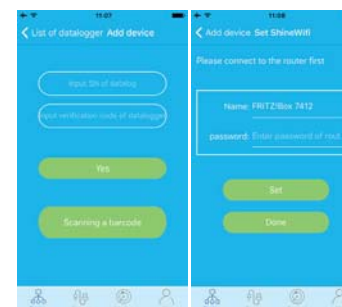 11:07
List of datalogger Add device
Input SN of datalog
Input verification code of datalogger
Yes
Scanning a barcode
11:08
Add device Set ShineWifi
Please connect to the router first
Name: FRITZ!Box 7412
password: Enter password of rout
Set
Done